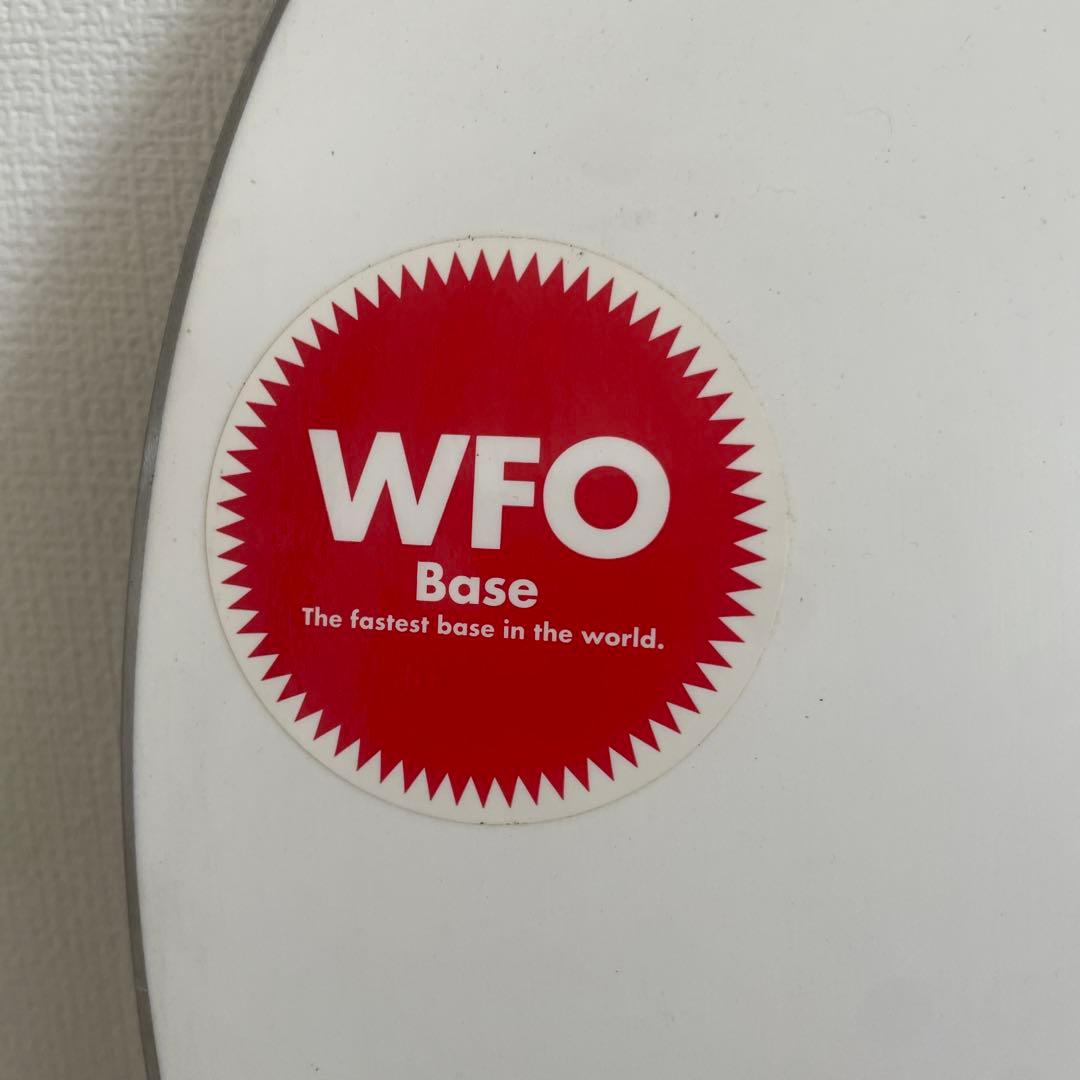 WFO
Base
The fastest base in the world.